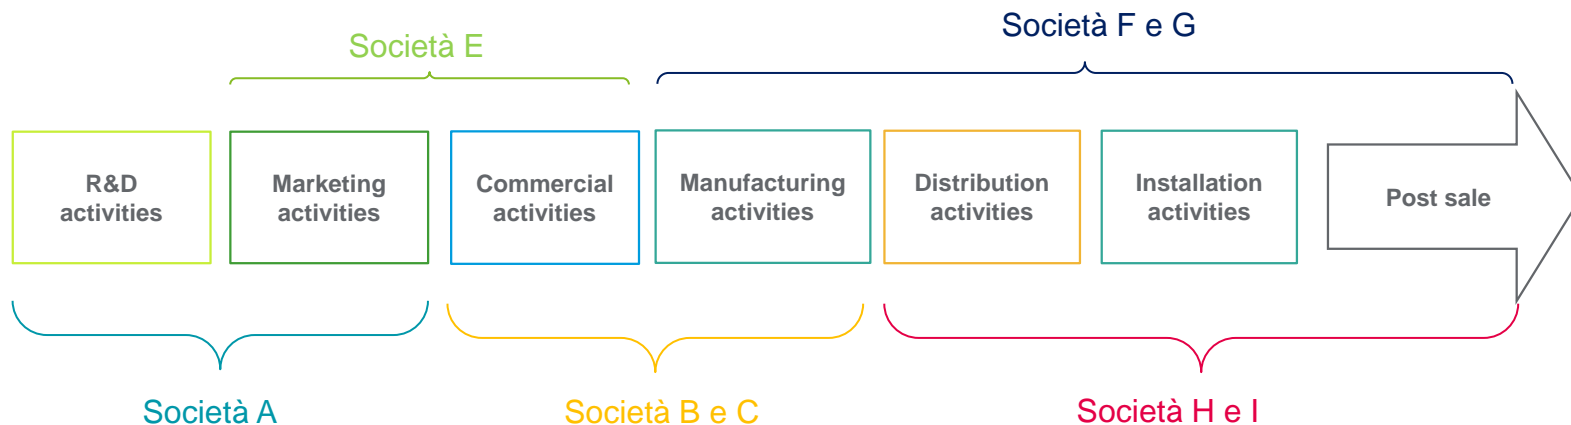 Società E
Società F e G
R&D
activities
Marketing
activities
Commercial
activities
Manufacturing
activities
Distribution
activities
Installation
activities
Post sale
Società A
Società B e C
Società H e I